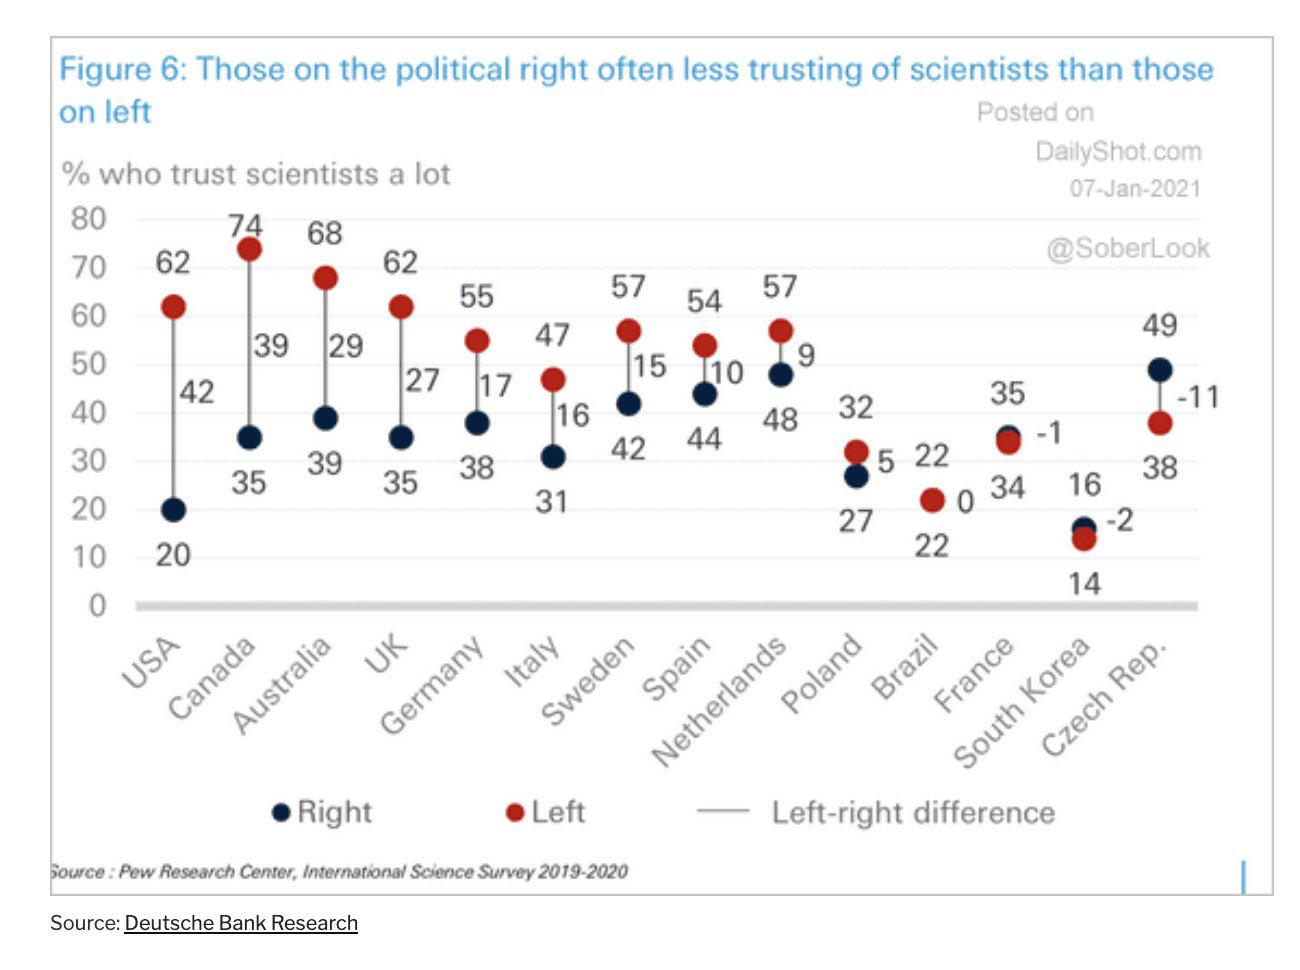 Figure 6: Those on the political right often less trusting of scientists than those
on left
Posted on
DailyShot.com
07-Jan-2021
@SoberLook
% who trust scientists a lot
80
70
60
50
40
30
20
10
0
62
42
20
74
39
35
68
29
39
62
27
35
55
17
38
47
16
31
57
15
42
54
10
44
57
9
48
32
5
27
22
0
22
35
-1
34
16
-2
14
49
-11
38
USA
Canada
Australia
UK
Germany
Italy
Sweden
Spain
Netherlands
Poland
Brazil
France
South Korea
Czech Rep.
Right
Left
Left-right difference
Source : Pew Research Center, International Science Survey 2019-2020
Source: Deutsche Bank Research